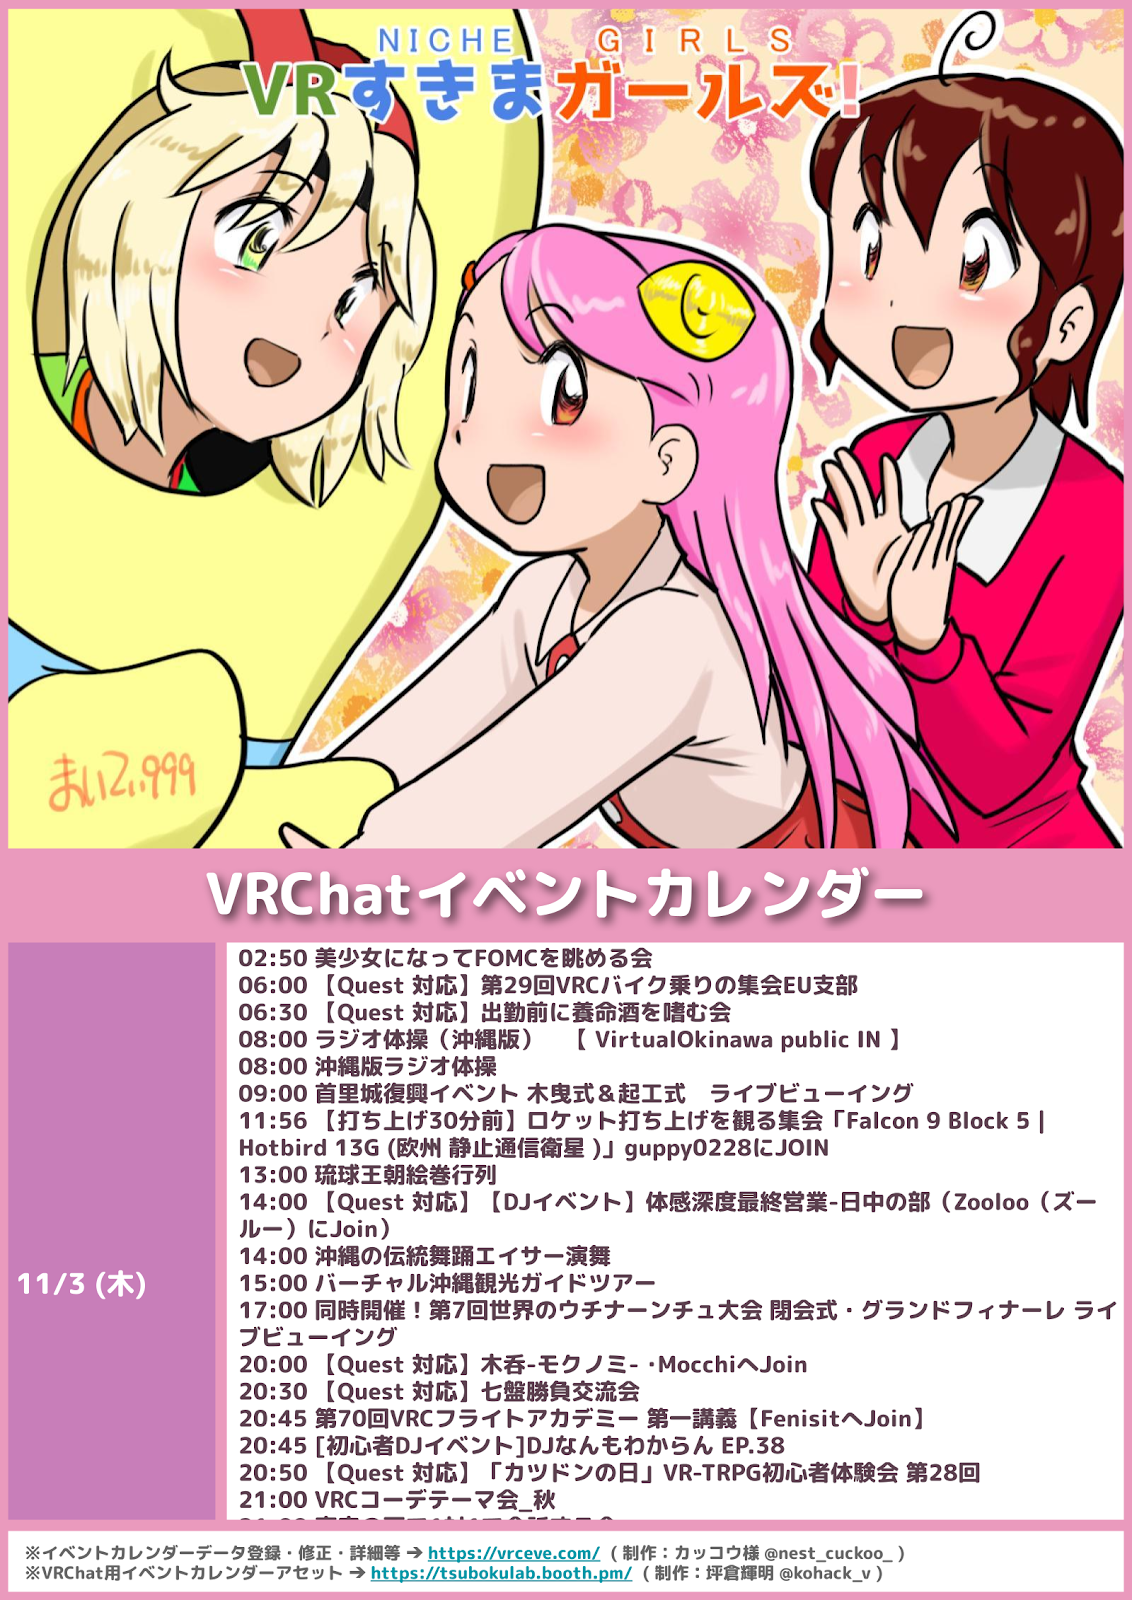 NICHE GIRLS
VRすきまガールズ!
まいてぃ999
VRChatイベントカレンダー
11/3 (木)
02:50 美少女になってFOMCを眺める会
06:00 【Quest 対応】第29回VRCバイク乗りの集会EU支部
06:30 【Quest 対応】出勤前に養命酒を嗜む会
08:00 ラジオ体操（沖縄版）　【 VirtualOkinawa public IN 】
08:00 沖縄版ラジオ体操
09:00 首里城復興イベント 木曳式＆起工式　ライブビューイング
11:56 【打ち上げ30分前】ロケット打ち上げを観る集会「Falcon 9 Block 5 |
Hotbird 13G (欧州 静止通信衛星 )」guppy0228にJOIN
13:00 琉球王朝絵巻行列
14:00 【Quest 対応】【DJイベント】体感深度最終営業-日中の部（Zooloo（ズー
ルー）にJoin）
14:00 沖縄の伝統舞踊エイサー演舞
15:00 バーチャル沖縄観光ガイドツアー
17:00 同時開催！第7回世界のウチナーンチュ大会 閉会式・グランドフィナーレ ライ
ブビューイング
20:00 【Quest 対応】木呑-モクノミ- ·MocchiへJoin
20:30 【Quest 対応】七盤勝負交流会
20:45 第70回VRCフライトアカデミー 第一講義【FenisitへJoin】
20:45 [初心者DJイベント]DJなんもわからん EP.38
20:50 【Quest 対応】「カツドンの日」VR-TRPG初心者体験会 第28回
21:00 VRCコーデテーマ会_秋
※イベントカレンダーデータ登録・修正・詳細等 ➔ https://vrceve.com/ ( 制作：カッコウ様 @nest_cuckoo_ )
※VRChat用イベントカレンダーアセット ➔ https://tsubokulab.booth.pm/ ( 制作：坪倉輝明 @kohack_v )